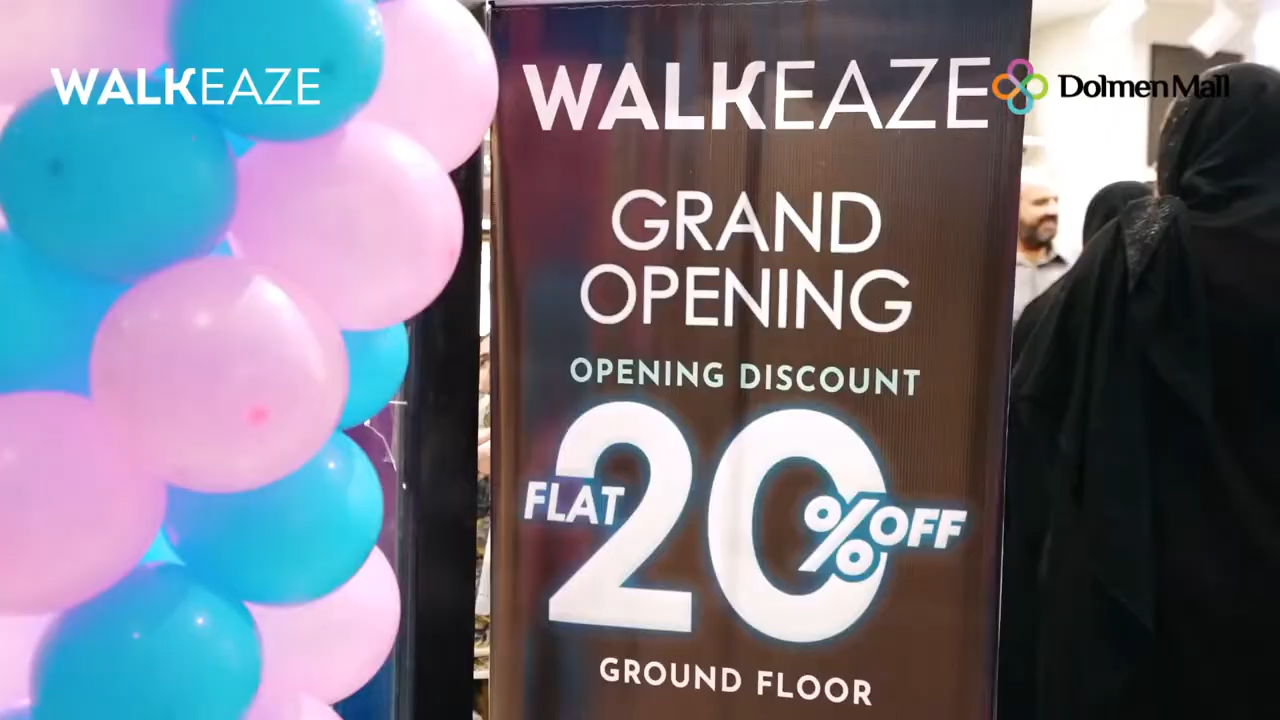 WALKEAZE
Dolmen Mall
WALKEAZE
GRAND
OPENING
OPENING DISCOUNT
FLAT 20% OFF
GROUND FLOOR